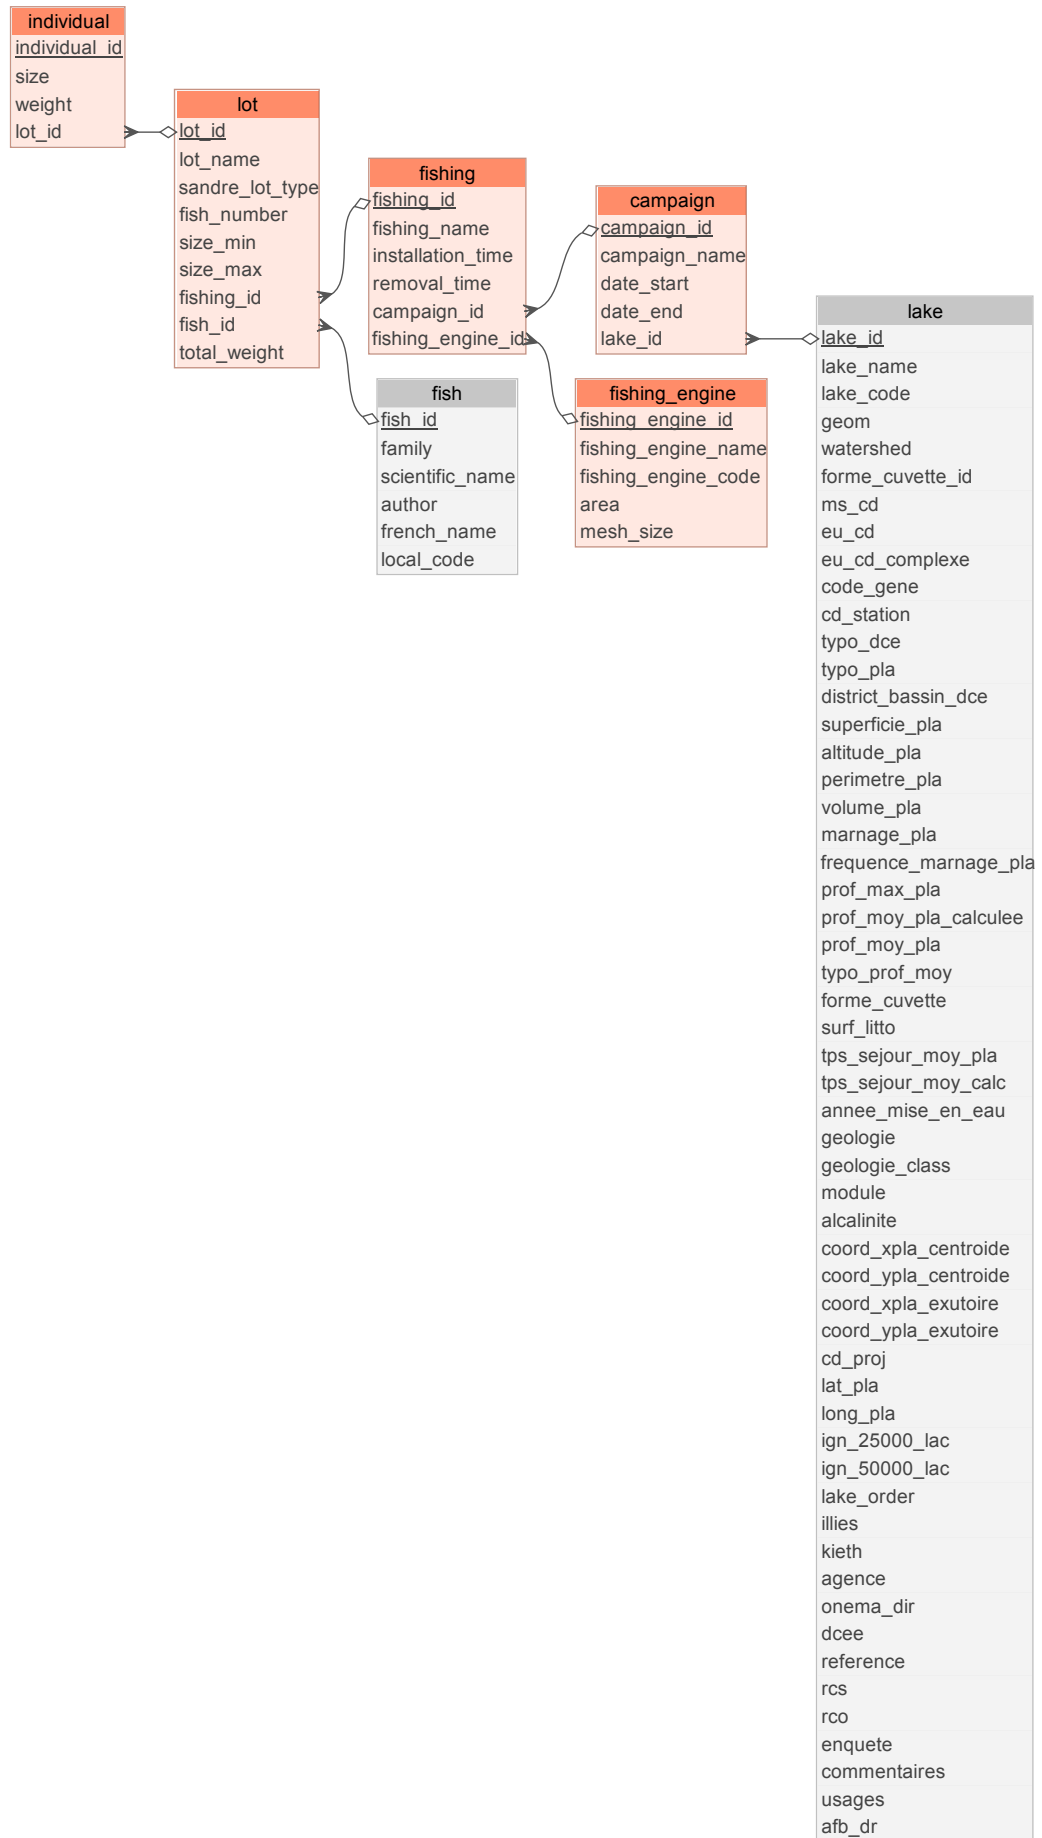 individual
individual_id
size
weight
lot_id
lot
lot_id
lot_name
sandre_lot_type
fish_number
size_min
size_max
fishing_id
fish_id
total_weight
fishing
fishing_id
fishing_name
installation_time
removal_time
campaign_id
fishing_engine_id
fish
fish_id
family
scientific_name
author
french_name
local_code
campaign
campaign_id
campaign_name
date_start
date_end
lake_id
fishing_engine
fishing_engine_id
fishing_engine_name
fishing_engine_code
area
mesh_size
lake
lake_id
lake_name
lake_code
geom
watershed
forme_cuvette_id
ms_cd
eu_cd
eu_cd_complexe
code_gene
cd_station
typo_dce
typo_pla
district_bassin_dce
superficie_pla
altitude_pla
perimetre_pla
volume_pla
marnage_pla
frequence_marnage_pla
prof_max_pla
prof_moy_pla_calculee
prof_moy_pla
typo_prof_moy
forme_cuvette
surf_litto
tps_sejour_moy_pla
tps_sejour_moy_calc
annee_mise_en_eau
geologie
geologie_class
module
alcalinite
coord_xpla_centroide
coord_ypla_centroide
coord_xpla_exutoire
coord_ypla_exutoire
cd_proj
lat_pla
long_pla
ign_25000_lac
ign_50000_lac
lake_order
illies
kieth
agence
onema_dir
dcee
reference
rcs
rco
enquete
commentaires
usages
afb_dr